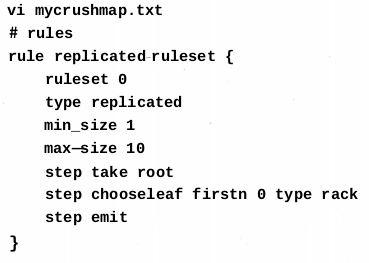 vi mycrushmap.txt
# rules
rule replicated-ruleset {
ruleset 0
type replicated
min_size 1
max—size 10
step take root
step chooseleaf firstn 0 type rack
step emit
}